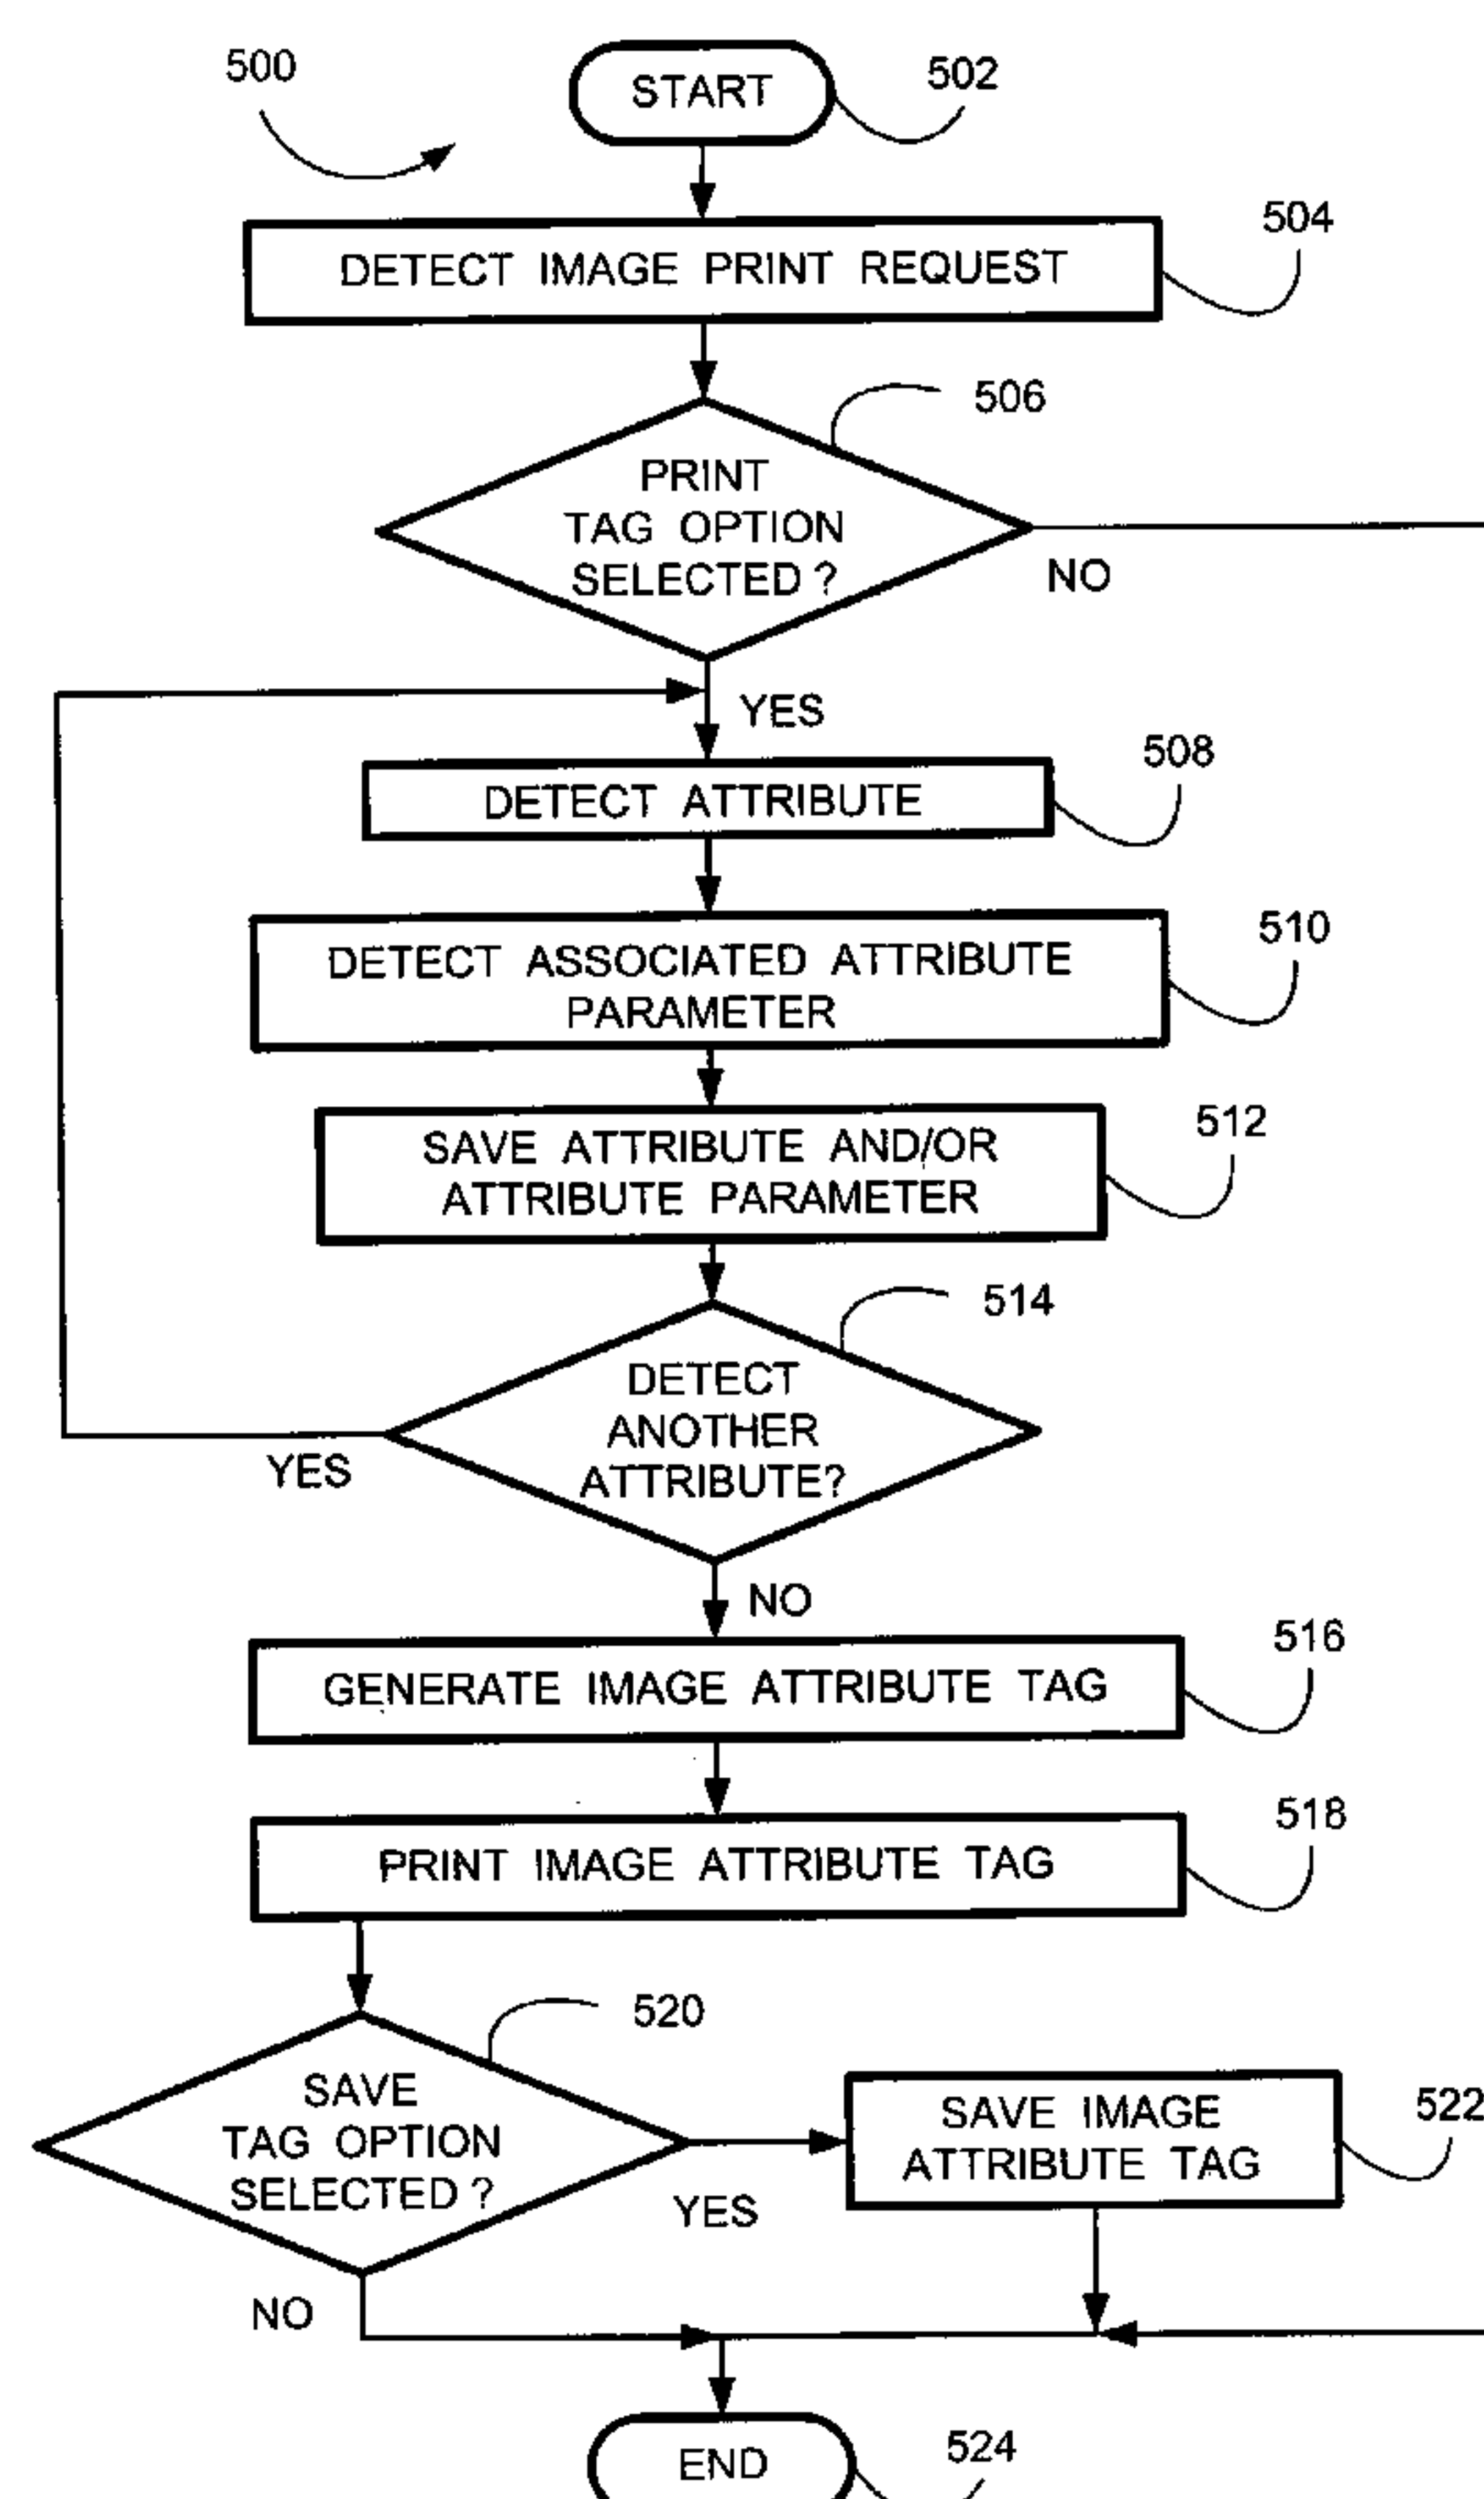 500
START
502
DETECT IMAGE PRINT REQUEST
504
506
PRINT
TAG OPTION
SELECTED ?
NO
YES
DETECT ATTRIBUTE
508
DETECT ASSOCIATED ATTRIBUTE
PARAMETER
510
SAVE ATTRIBUTE AND/OR
ATTRIBUTE PARAMETER
512
514
DETECT
ANOTHER
ATTRIBUTE?
YES
NO
GENERATE IMAGE ATTRIBUTE TAG
516
PRINT IMAGE ATTRIBUTE TAG
518
520
SAVE
TAG OPTION
SELECTED ?
YES
SAVE IMAGE
ATTRIBUTE TAG
522
NO
END
524